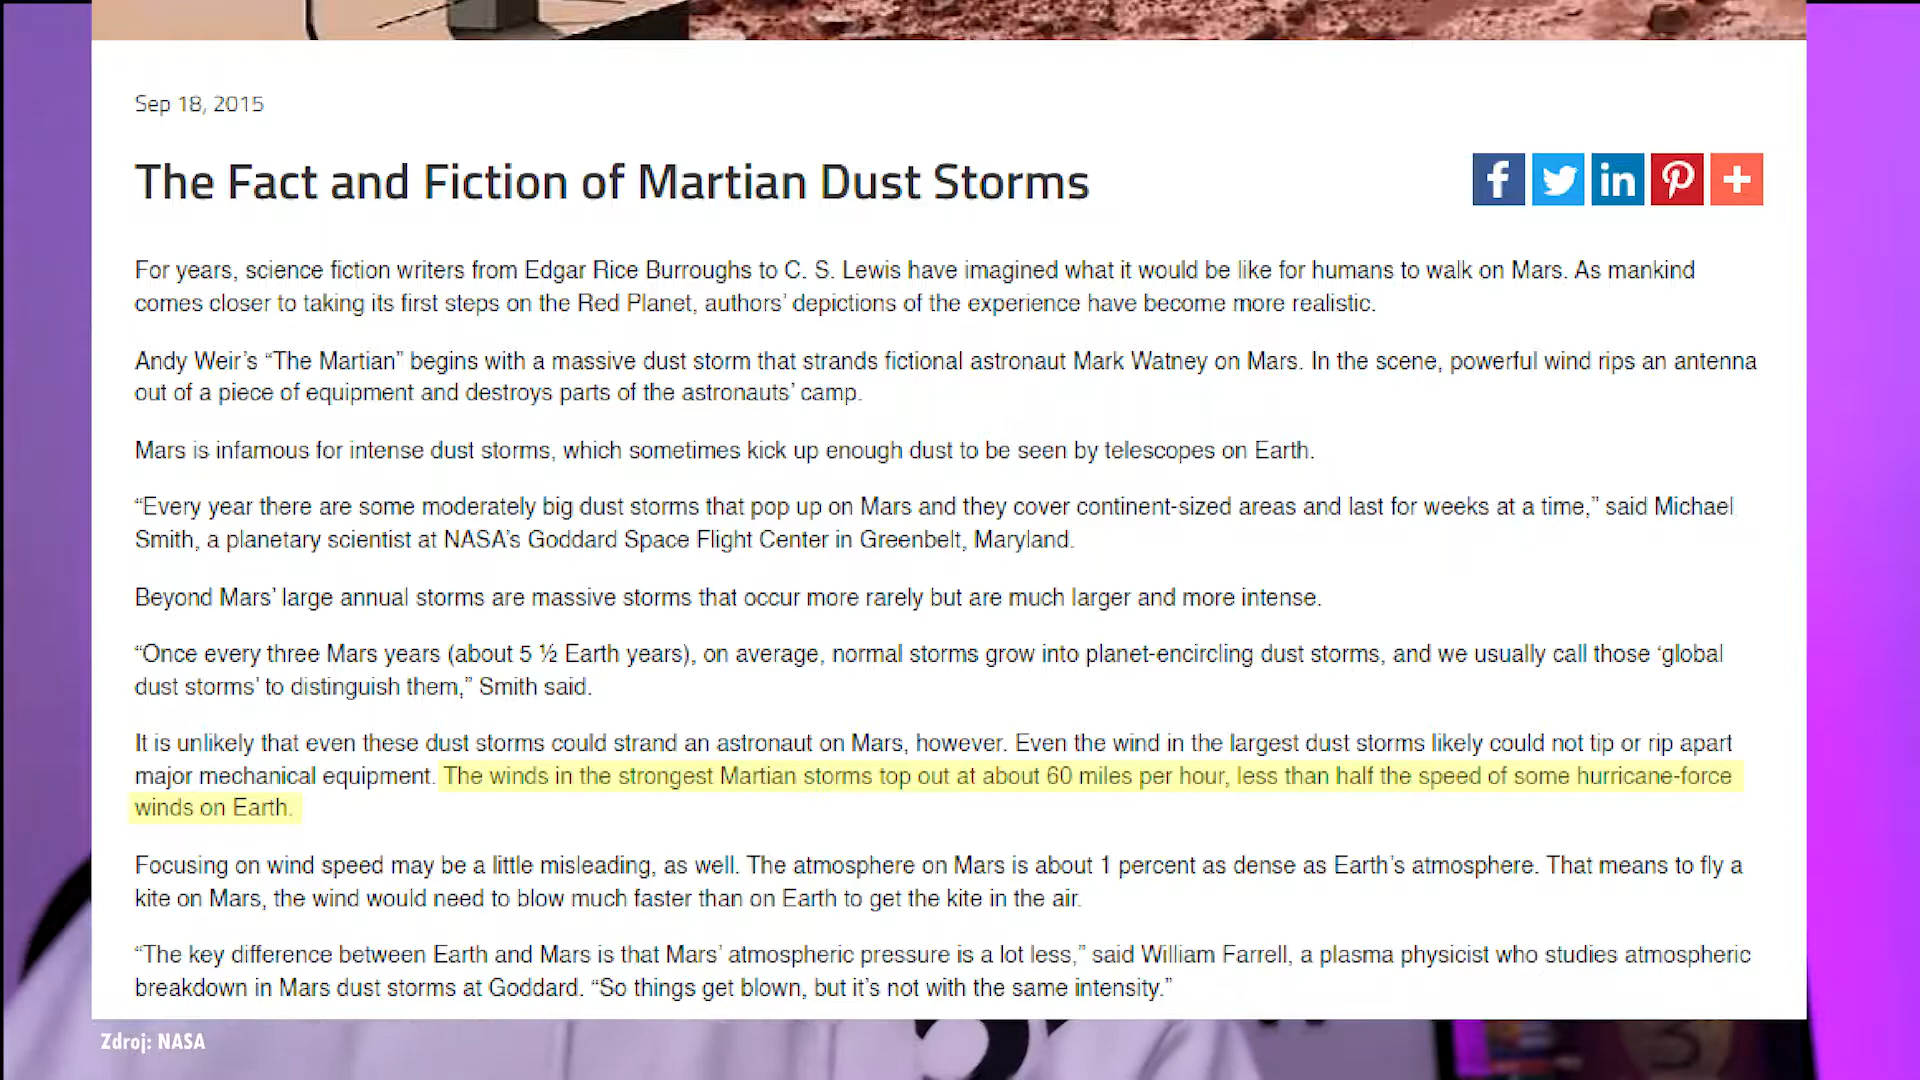 Sep 18, 2015
The Fact and Fiction of Martian Dust Storms
For years, science fiction writers from Edgar Rice Burroughs to C. S. Lewis have imagined what it would be like for humans to walk on Mars. As mankind
comes closer to taking its first steps on the Red Planet, authors’ depictions of the experience have become more realistic.
Andy Weir’s “The Martian” begins with a massive dust storm that strands fictional astronaut Mark Watney on Mars. In the scene, powerful wind rips an antenna
out of a piece of equipment and destroys parts of the astronauts’ camp.
Mars is infamous for intense dust storms, which sometimes kick up enough dust to be seen by telescopes on Earth.
“Every year there are some moderately big dust storms that pop up on Mars and they cover continent-sized areas and last for weeks at a time,” said Michael
Smith, a planetary scientist at NASA’s Goddard Space Flight Center in Greenbelt, Maryland.
Beyond Mars’ large annual storms are massive storms that occur more rarely but are much larger and more intense.
“Once every three Mars years (about 5 ½ Earth years), on average, normal storms grow into planet-encircling dust storms, and we usually call those ‘global
dust storms’ to distinguish them,” Smith said.
It is unlikely that even these dust storms could strand an astronaut on Mars, however. Even the wind in the largest dust storms likely could not tip or rip apart
major mechanical equipment. The winds in the strongest Martian storms top out at about 60 miles per hour, less than half the speed of some hurricane-force
winds on Earth.
Focusing on wind speed may be a little misleading, as well. The atmosphere on Mars is about 1 percent as dense as Earth’s atmosphere. That means to fly a
kite on Mars, the wind would need to blow much faster than on Earth to get the kite in the air.
“The key difference between Earth and Mars is that Mars’ atmospheric pressure is a lot less,” said William Farrell, a plasma physicist who studies atmospheric
breakdown in Mars dust storms at Goddard. “So things get blown, but it’s not with the same intensity.”
Zdroj: NASA